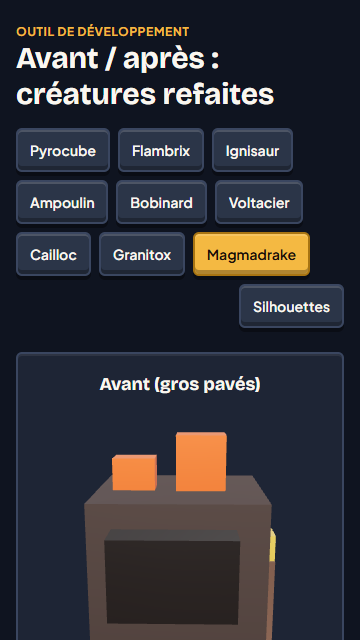 OUTIL DE DÉVELOPPEMENT
Avant / après :
créatures refaites
Pyrocube
Flambrix
Ignisaur
Ampoulin
Bobinard
Voltacier
Cailloc
Granitox
Magmadrake
Silhouettes
Avant (gros pavés)